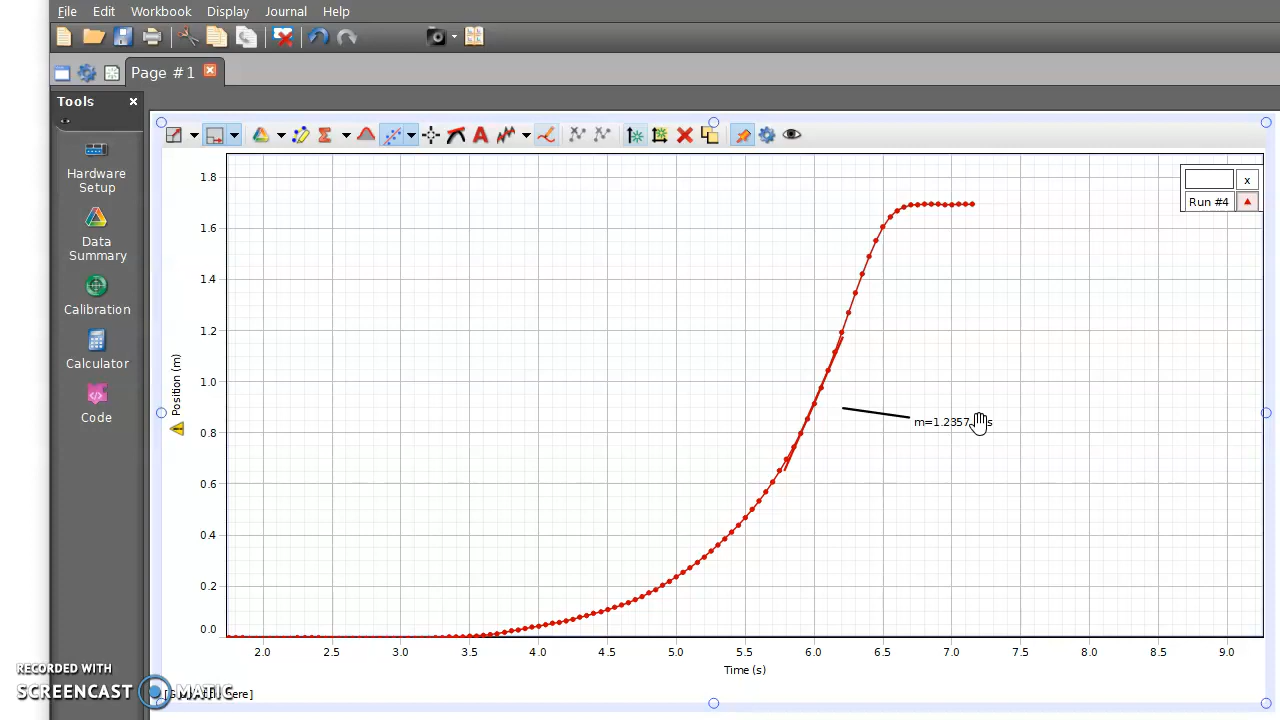 File Edit Workbook Display Journal Help
Page #1
Tools
Hardware
Setup
Data
Summary
Calibration
Calculator
Code
x
Run #4
1.8
1.6
1.4
1.2
1.0
0.8
0.6
0.4
0.2
0.0
Position (m)
m=1.2357
s
2.0 2.5 3.0 3.5 4.0 4.5 5.0 5.5 6.0 6.5 7.0 7.5 8.0 8.5 9.0
Time (s)
RECORDED WITH
SCREENCAST MATIC
ere]